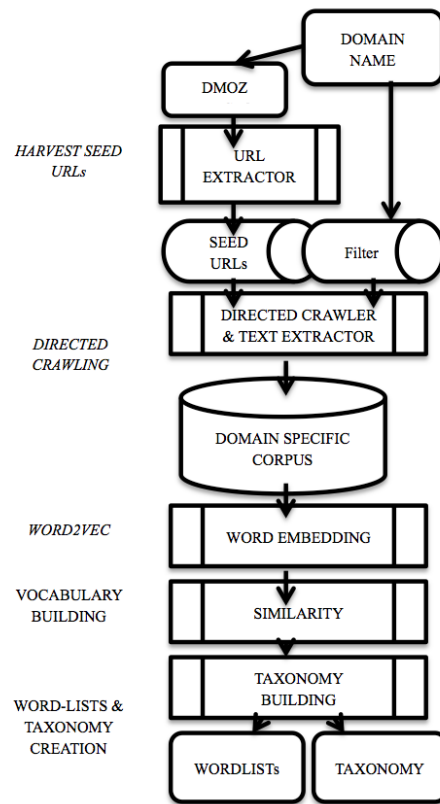 DOMAIN
NAME
DMOZ
HARVEST SEED
URLs
URL
EXTRACTOR
SEED
URLs
Filter
DIRECTED CRAWLER
& TEXT EXTRACTOR
DIRECTED
CRAWLING
DOMAIN SPECIFIC
CORPUS
WORD2VEC
WORD EMBEDDING
VOCABULARY
BUILDING
SIMILARITY
TAXONOMY
BUILDING
WORD-LISTS &
TAXONOMY
CREATION
WORDLISTs
TAXONOMY